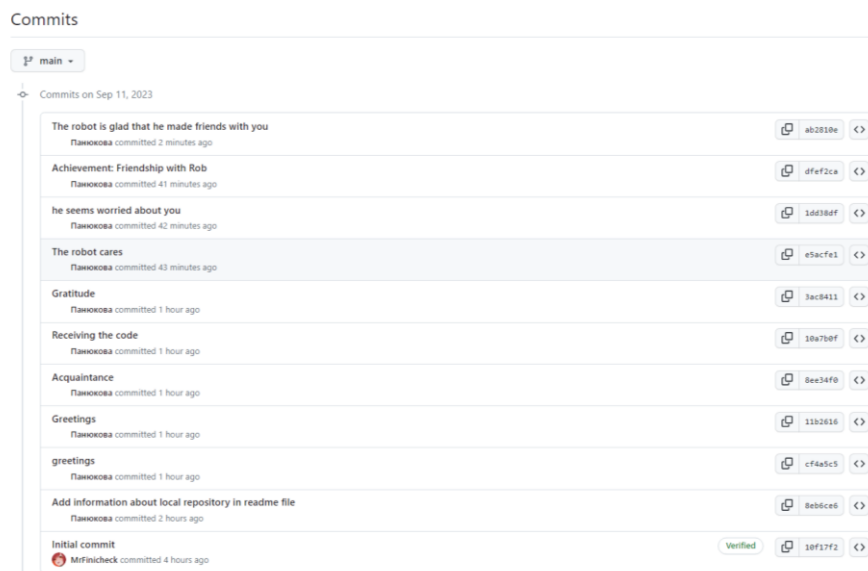 Commits
main
Commits on Sep 11, 2023
The robot is glad that he made friends with you
Панюкова committed 2 minutes ago
ab2810e
Achievement: Friendship with Rob
Панюкова committed 41 minutes ago
dfef2ca
he seems worried about you
Панюкова committed 42 minutes ago
1dd38df
The robot cares
Панюкова committed 43 minutes ago
e5acfe1
Gratitude
Панюкова committed 1 hour ago
3ac8411
Receiving the code
Панюкова committed 1 hour ago
10a7b0f
Acquaintance
Панюкова committed 1 hour ago
8ee34f0
Greetings
Панюкова committed 1 hour ago
11b2616
greetings
Панюкова committed 1 hour ago
cf4a5c5
Add information about local repository in readme file
Панюкова committed 2 hours ago
8eb6ce6
Initial commit
MrFinicheck committed 4 hours ago
Verified
10f17f2